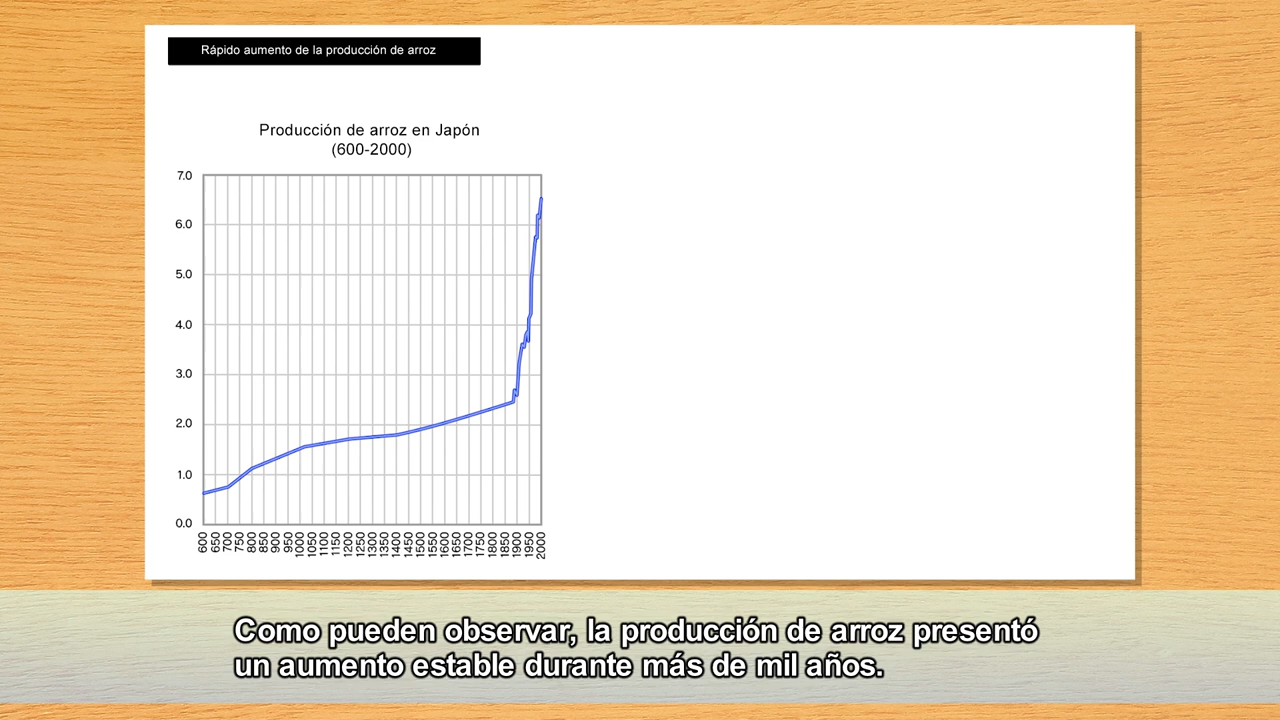 Rápido aumento de la producción de arroz
Producción de arroz en Japón
(600-2000)
7.0
6.0
5.0
4.0
3.0
2.0
1.0
0.0
600 650 700 750 800 850 900 950 1000 1050 1100 1150 1200 1250 1300 1350 1400 1450 1500 1550 1600 1650 1700 1750 1800 1850 1900 1950 2000
Como pueden observar, la producción de arroz presentó
un aumento estable durante más de mil años.